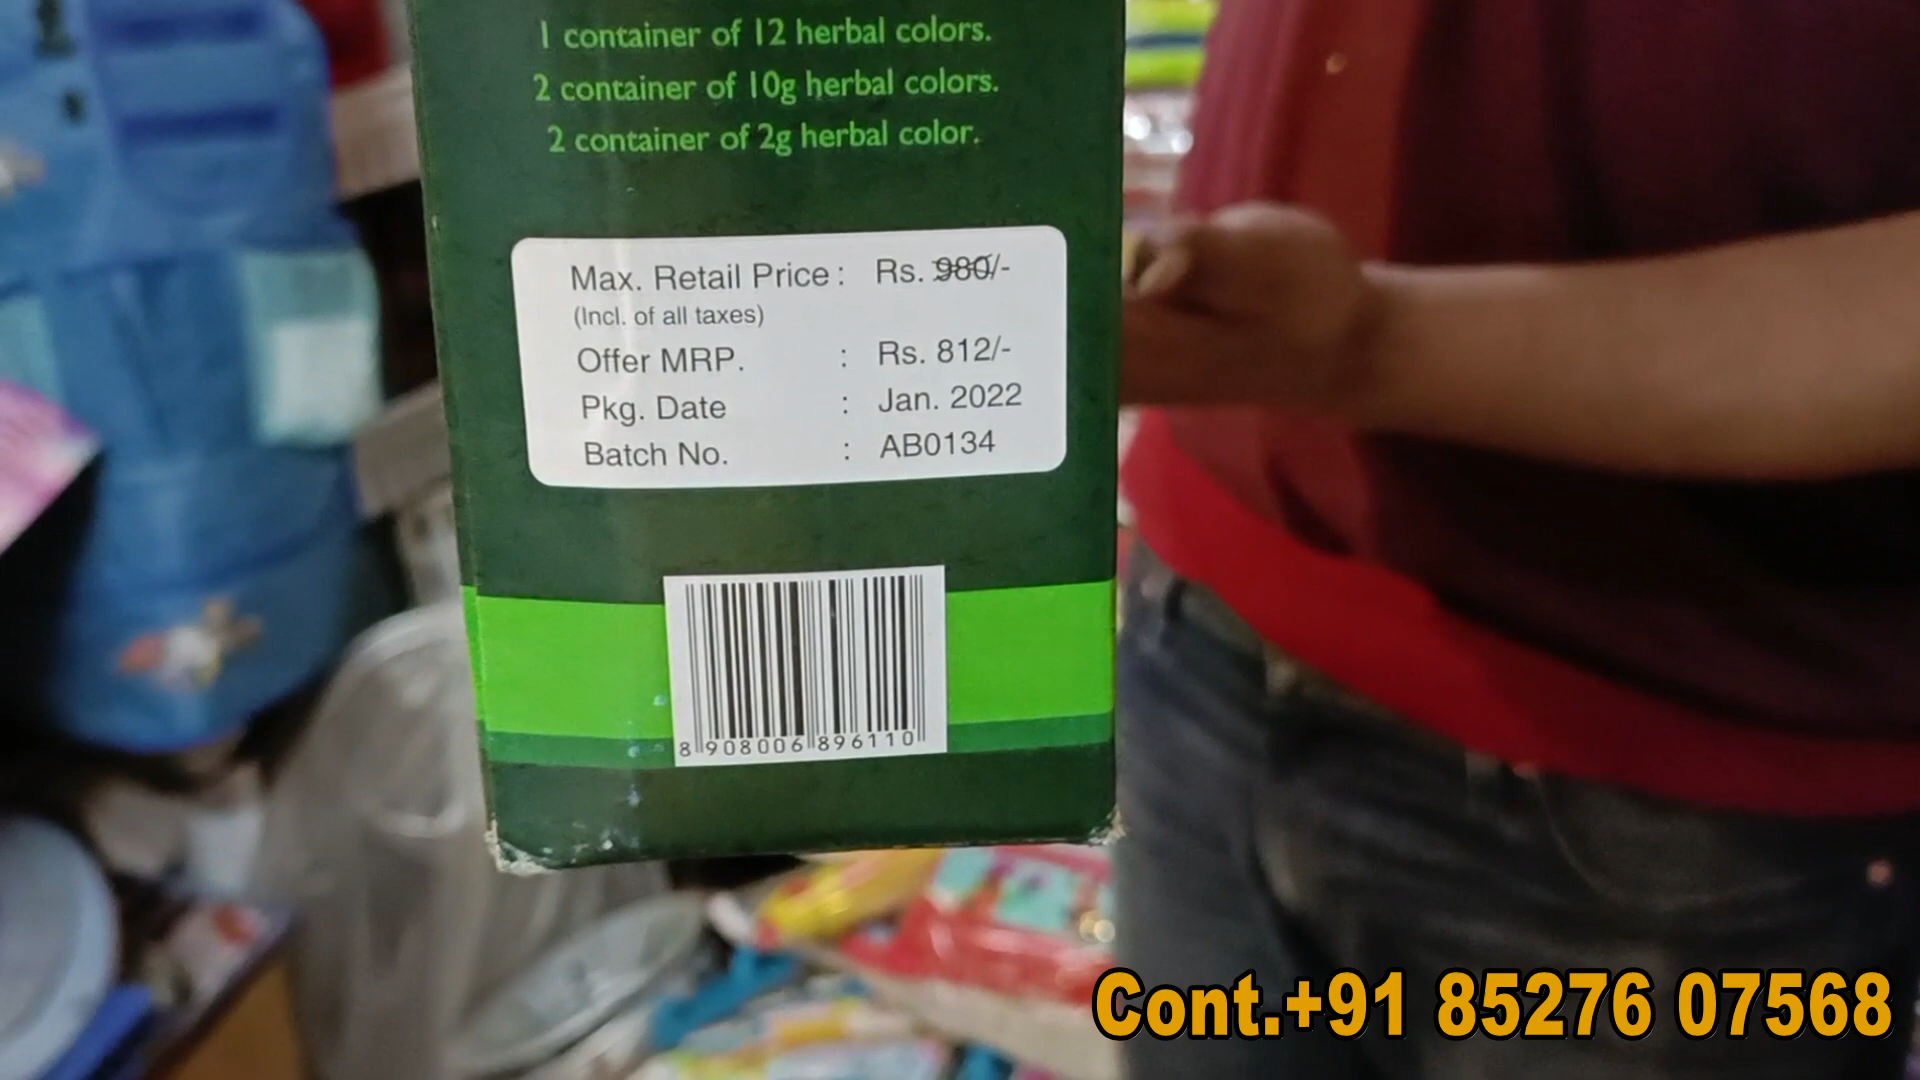 1 container of 12 herbal colors.
2 container of 10g herbal colors.
2 container of 2g herbal color.
Max. Retail Price : Rs. 980/-
(Incl. of all taxes)
Offer MRP. : Rs. 812/-
Pkg. Date : Jan. 2022
Batch No. : AB0134
8 908006 896110
Cont.+91 85276 07568